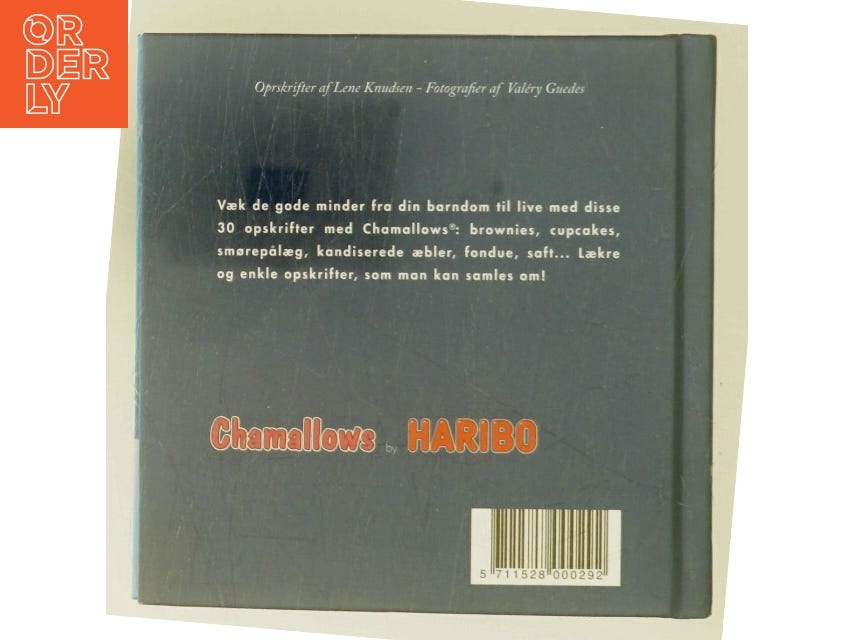 OR
DER
LY
Oprskrifter af Lene Knudsen – Fotografier af Valéry Guedes
Væk de gode minder fra din barndom til live med disse
30 opskrifter med Chamallows®: brownies, cupcakes,
smørepålæg, kandiserede æbler, fondue, saft... Lækre
og enkle opskrifter, som man kan samles om!
Chamallows by HARIBO
5 711528 000292